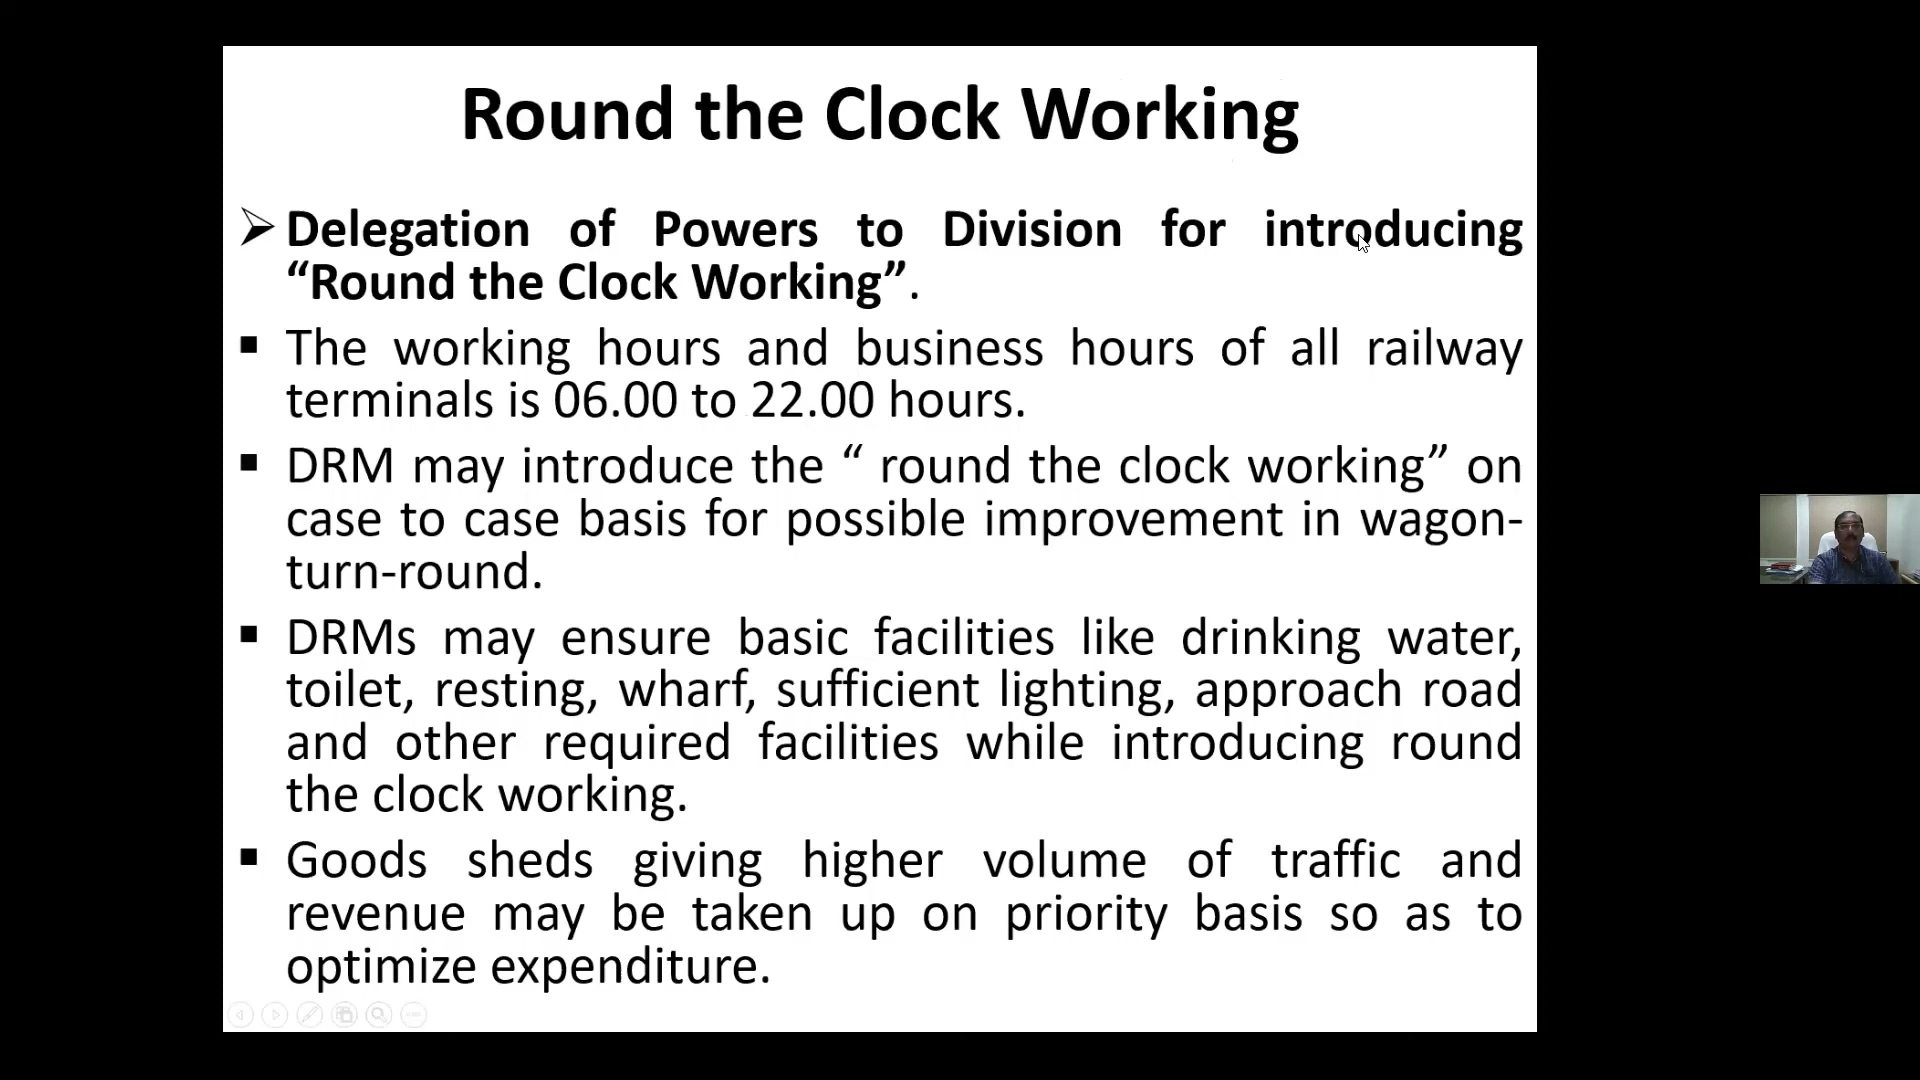 Round the Clock Working
➢ Delegation of Powers to Division for introducing
“Round the Clock Working”.
▪ The working hours and business hours of all railway
terminals is 06.00 to 22.00 hours.
▪ DRM may introduce the “ round the clock working” on
case to case basis for possible improvement in wagon-
turn-round.
▪ DRMs may ensure basic facilities like drinking water,
toilet, resting, wharf, sufficient lighting, approach road
and other required facilities while introducing round
the clock working.
▪ Goods sheds giving higher volume of traffic and
revenue may be taken up on priority basis so as to
optimize expenditure.